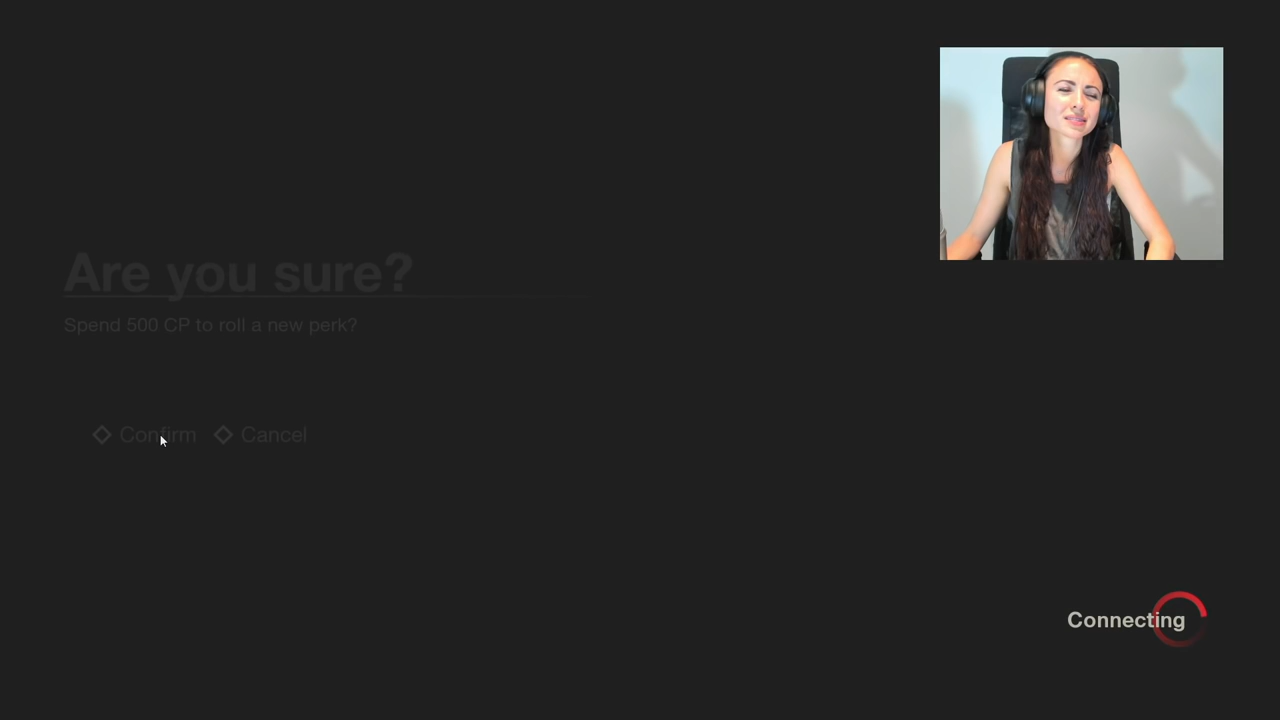 Are you sure?
Spend 500 CP to roll a new perk?
Confirm Cancel
Connecting